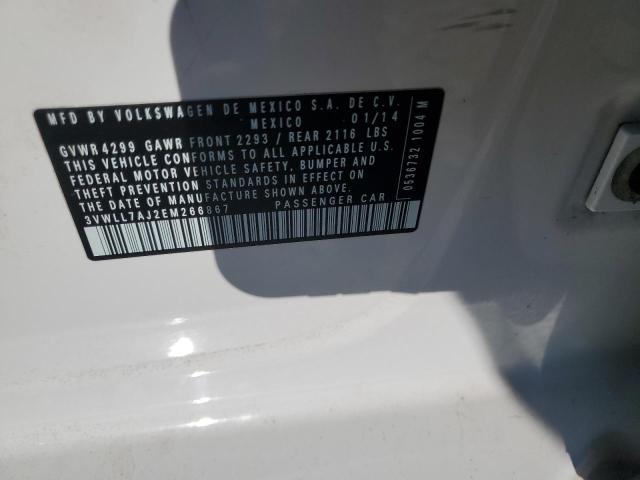 MFD BY VOLKSWAGEN DE MEXICO S.A. DE C.V.
MEXICO 01/14
GVWR 4299 GAWR FRONT 2293 / REAR 2116 LBS
THIS VEHICLE CONFORMS TO ALL APPLICABLE U.S.
FEDERAL MOTOR VEHICLE SAFETY, BUMPER AND
THEFT PREVENTION STANDARDS IN EFFECT ON
THE DATE OF MANUFACTURE SHOWN ABOVE.
3VWLL7AJ2EM266867 PASSENGER CAR
0536732 1004 M